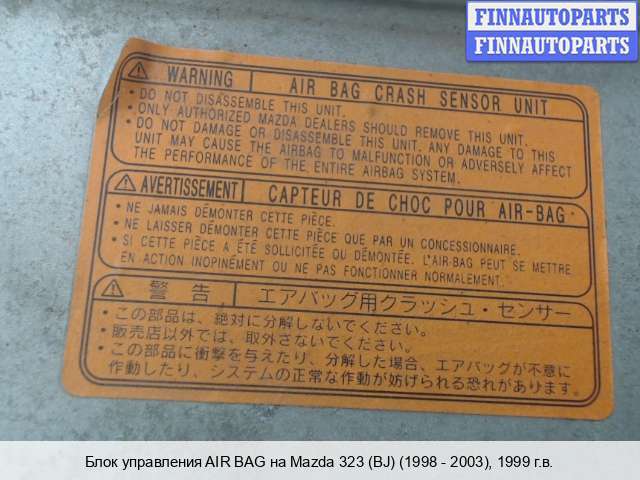 FINNAUTOPARTS
FINNAUTOPARTS
⚠ WARNING AIR BAG CRASH SENSOR UNIT
• DO NOT DISASSEMBLE THIS UNIT.
• ONLY AUTHORIZED MAZDA DEALERS SHOULD REMOVE THIS UNIT.
• DO NOT DAMAGE OR DISASSEMBLE THIS UNIT. ANY DAMAGE TO THIS
UNIT MAY CAUSE THE AIRBAG TO MALFUNCTION OR ADVERSELY AFFECT
THE PERFORMANCE OF THE ENTIRE AIRBAG SYSTEM.
⚠ AVERTISSEMENT CAPTEUR DE CHOC POUR AIR-BAG
• NE JAMAIS DÉMONTER CETTE PIÈCE.
• NE LAISSER DÉMONTER CETTE PIÈCE QUE PAR UN CONCESSIONNAIRE.
• SI CETTE PIÈCE A ÉTÉ SOLLICITÉE OU DÉMONTÉE. L'AIR-BAG PEUT SE METTRE
EN ACTION INOPINÉMENT OU NE PAS FONCTIONNER NORMALEMENT.
⚠ 警告 エアバッグ用クラッシュ・センサー
• この部品は、絶対に分解しないでください。
• 販売店以外では、取外さないでください。
• この部品に衝撃を与えたり、分解した場合、エアバッグが不意に
作動したり、システムの正常な作動が妨げられる恐れがあります。
Блок управления AIR BAG на Mazda 323 (BJ) (1998 - 2003), 1999 г.в.